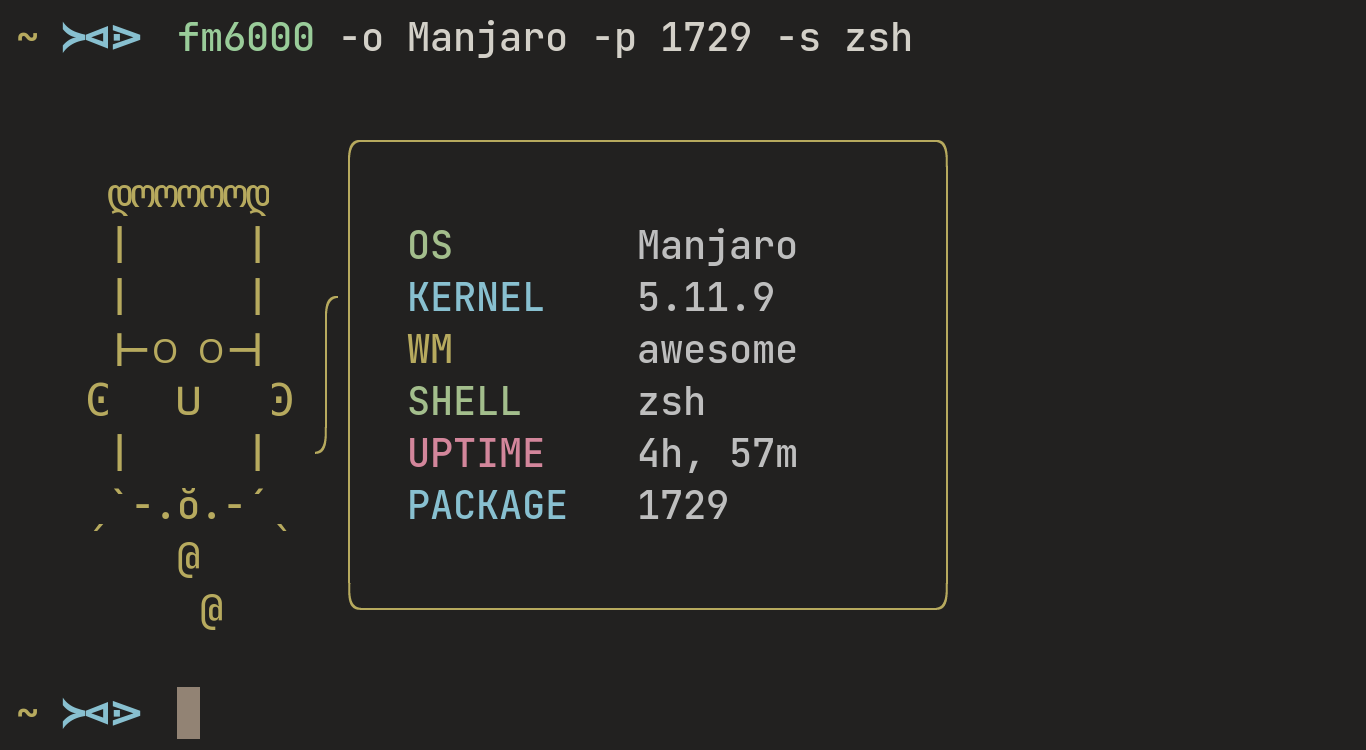 ~ ⋟⋪⋗ fm6000 -o Manjaro -p 1729 -s zsh
OS Manjaro
KERNEL 5.11.9
WM awesome
SHELL zsh
UPTIME 4h, 57m
PACKAGE 1729
~